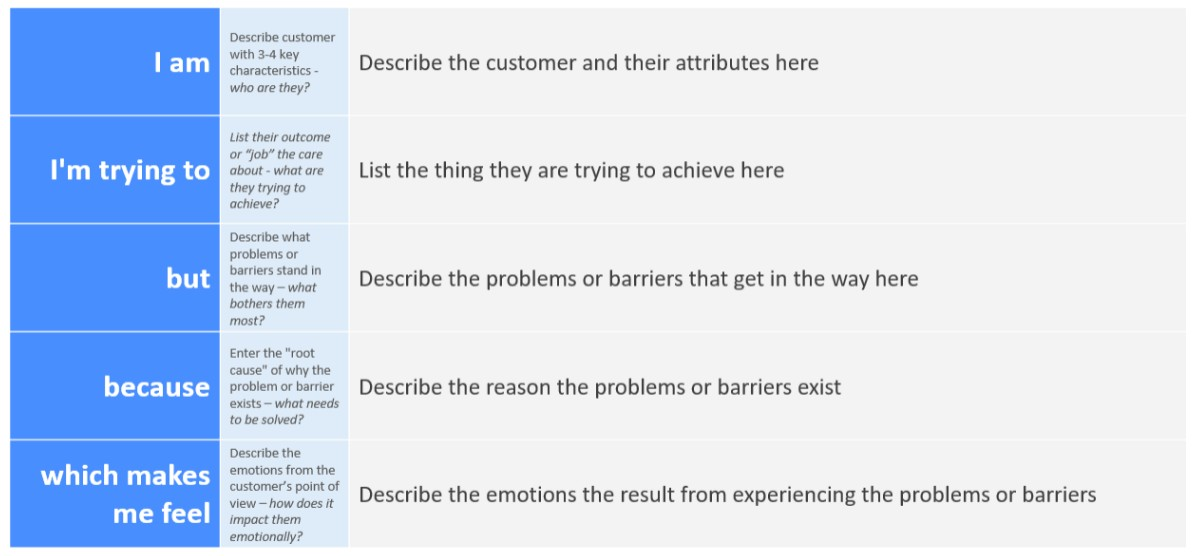 I am
Describe customer
with 3-4 key
characteristics -
who are they?
Describe the customer and their attributes here
I'm trying to
List their outcome
or “job” the care
about - what are
they trying to
achieve?
List the thing they are trying to achieve here
but
Describe what
problems or
barriers stand in
the way – what
bothers them
most?
Describe the problems or barriers that get in the way here
because
Enter the "root
cause" of why the
problem or barrier
exists – what needs
to be solved?
Describe the reason the problems or barriers exist
which makes
me feel
Describe the
emotions from the
customer's point of
view – how does it
impact them
emotionally?
Describe the emotions the result from experiencing the problems or barriers